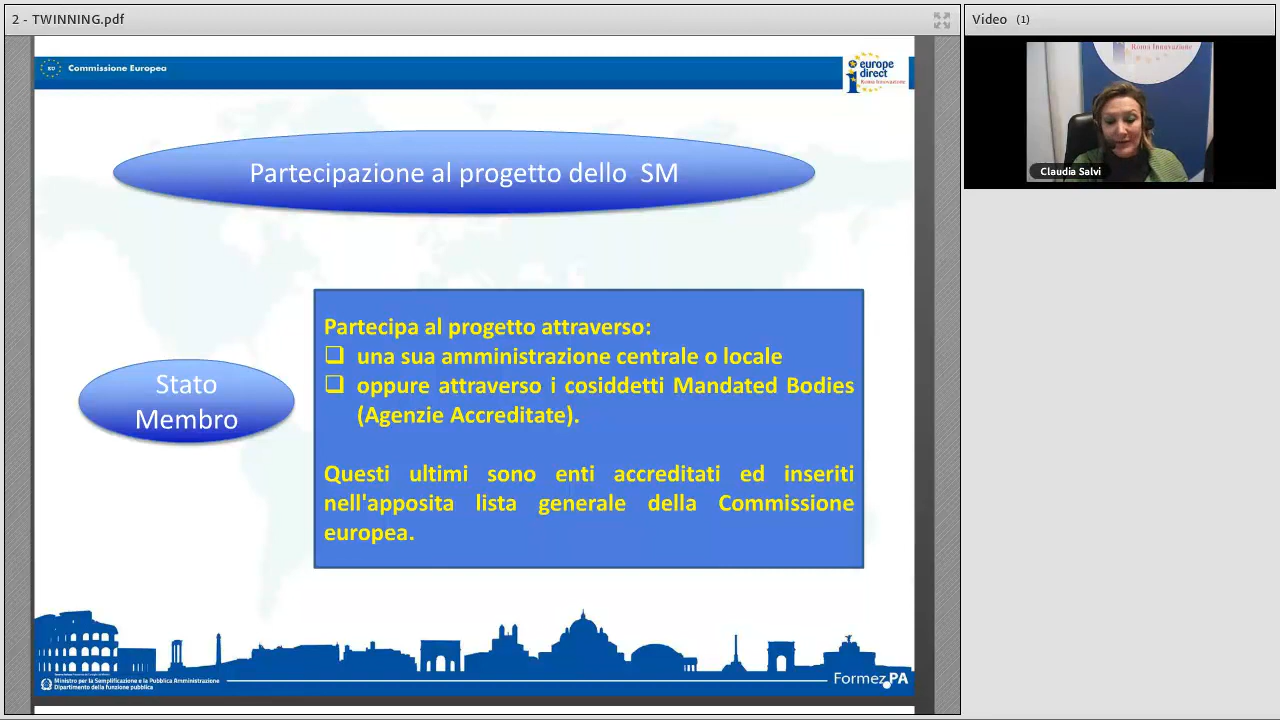 2 - TWINNING.pdf
Video (1)
Commissione Europea
europe
direct
Roma Innovazione
Roma Innovazione
Claudia Salvi
Partecipazione al progetto dello SM
Stato
Membro
Partecipa al progetto attraverso:
❑ una sua amministrazione centrale o locale
❑ oppure attraverso i cosiddetti Mandated Bodies
(Agenzie Accreditate).
Questi ultimi sono enti accreditati ed inseriti
nell'apposita lista generale della Commissione
europea.
Ministro per la Semplificazione e la Pubblica Amministrazione
Dipartimento della funzione pubblica
FormezPA